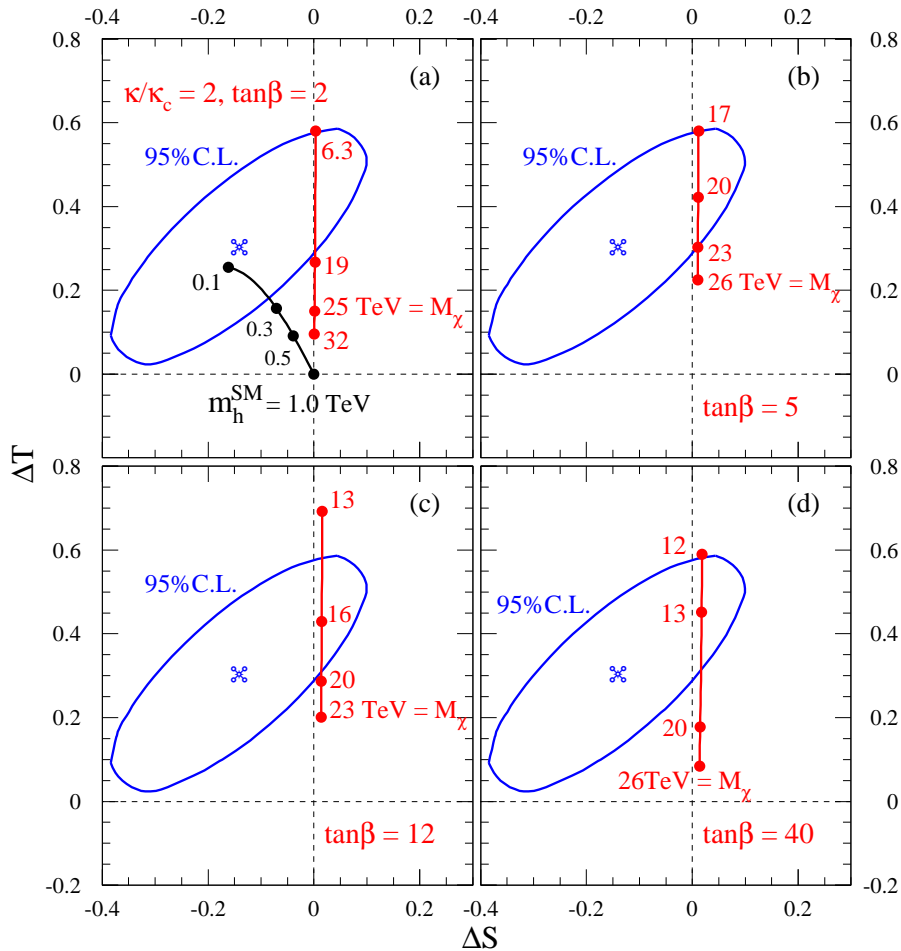 -0.4 -0.2 0 0.2 -0.4 -0.2 0 0.2
0.8 (a) (b) 0.8
κ/κc = 2, tanβ = 2
0.6 6.3 17 0.6
95%C.L.
20
0.4 0.4
19 23
0.2 0.1 25 TeV = Mχ 26 TeV = Mχ 0.2
0.3 32
0.5
0 0
m_h^SM = 1.0 TeV tanβ = 5
ΔT
0.8 (c) (d) 0.8
13
0.6 12 0.6
95%C.L. 95%C.L.
16 13
0.4 0.4
20
0.2 23 TeV = Mχ 20 0.2
26TeV = Mχ
0 0
tanβ = 12 tanβ = 40
-0.2 -0.2
-0.4 -0.2 0 0.2 -0.4 -0.2 0 0.2
ΔS